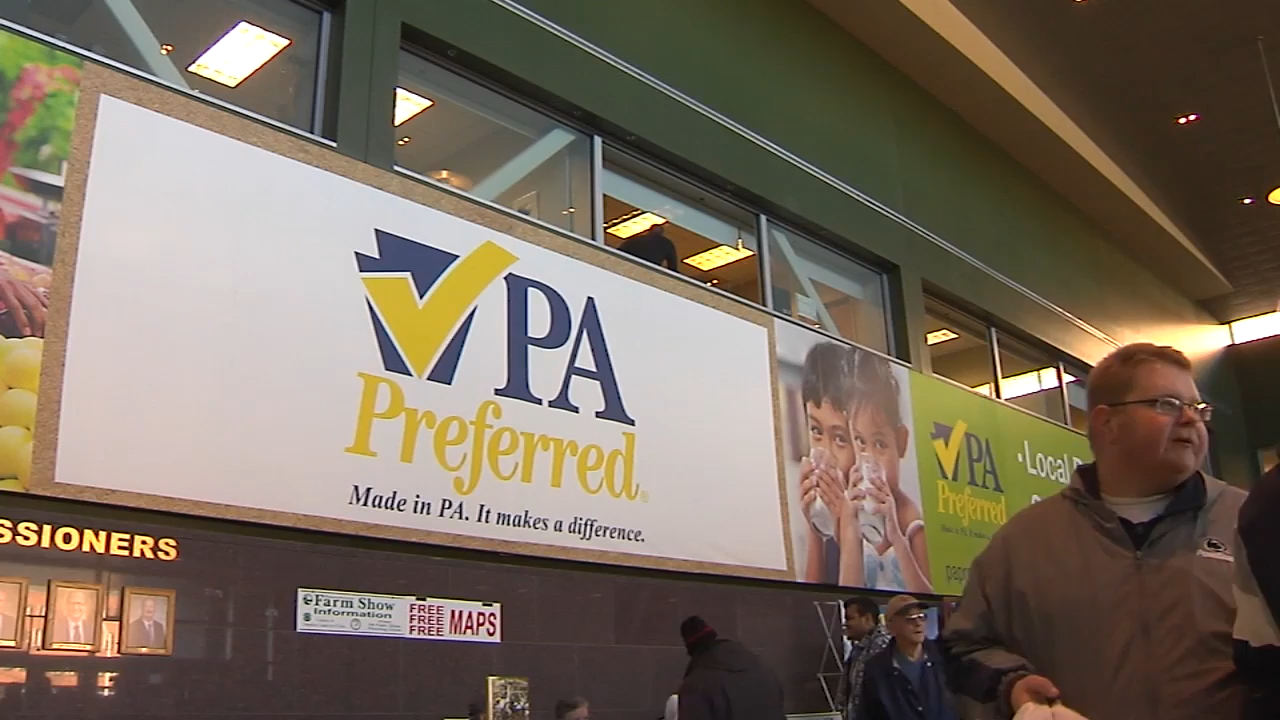 PA
Preferred®
Made in PA. It makes a difference.
PA
Preferred
Local
SSIONERS
Farm Show
Information
FREE
FREE
FREE
MAPS